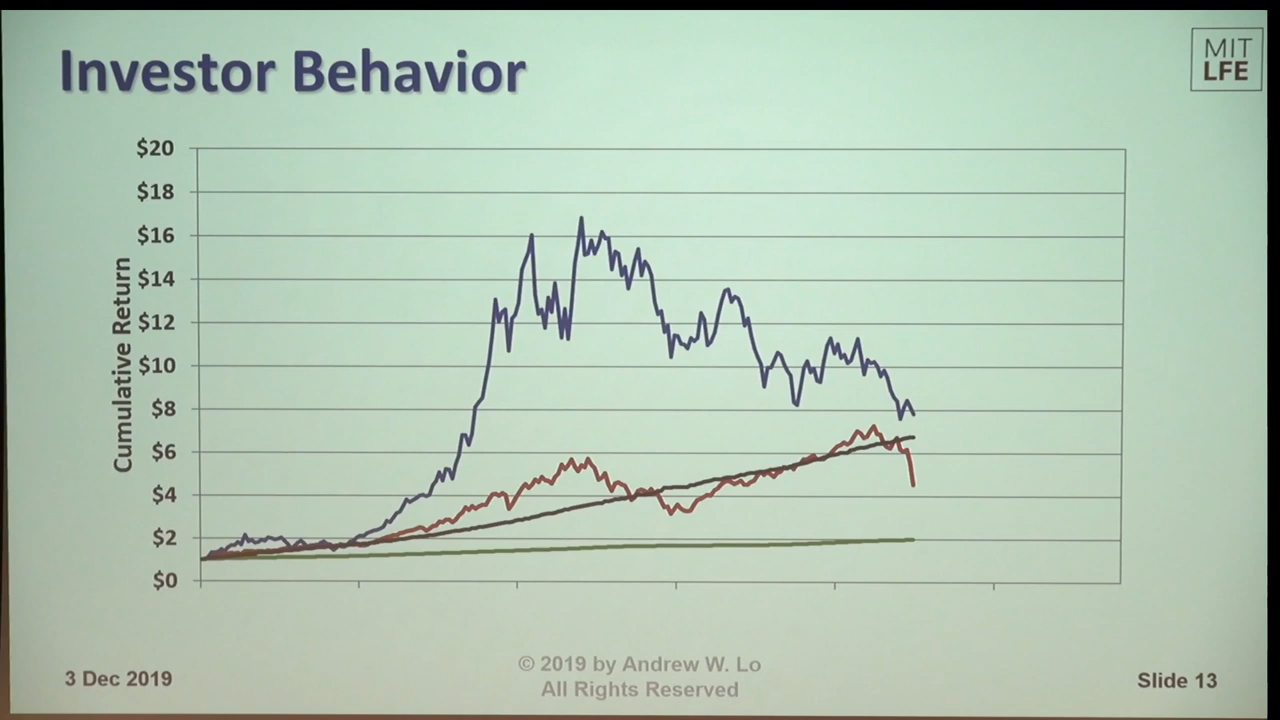 Investor Behavior
MIT
LFE
$20
$18
$16
$14
$12
$10
$8
$6
$4
$2
$0
Cumulative Return
3 Dec 2019
© 2019 by Andrew W. Lo
All Rights Reserved
Slide 13